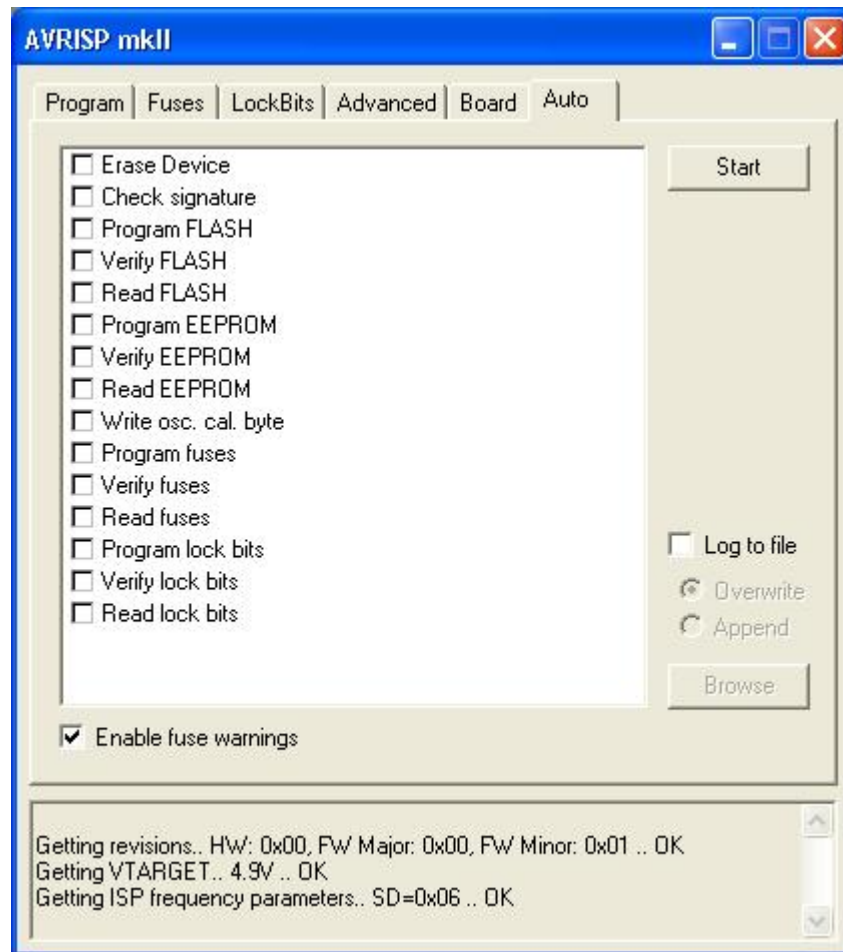 AVRISP mkII
Program Fuses LockBits Advanced Board Auto
Erase Device
Check signature
Program FLASH
Verify FLASH
Read FLASH
Program EEPROM
Verify EEPROM
Read EEPROM
Write osc. cal. byte
Program fuses
Verify fuses
Read fuses
Program lock bits
Verify lock bits
Read lock bits
Start
Log to file
Overwrite
Append
Browse
Enable fuse warnings
Getting revisions.. HW: 0x00, FW Major: 0x00, FW Minor: 0x01 .. OK
Getting VTARGET.. 4.9V .. OK
Getting ISP frequency parameters.. SD=0x06 .. OK